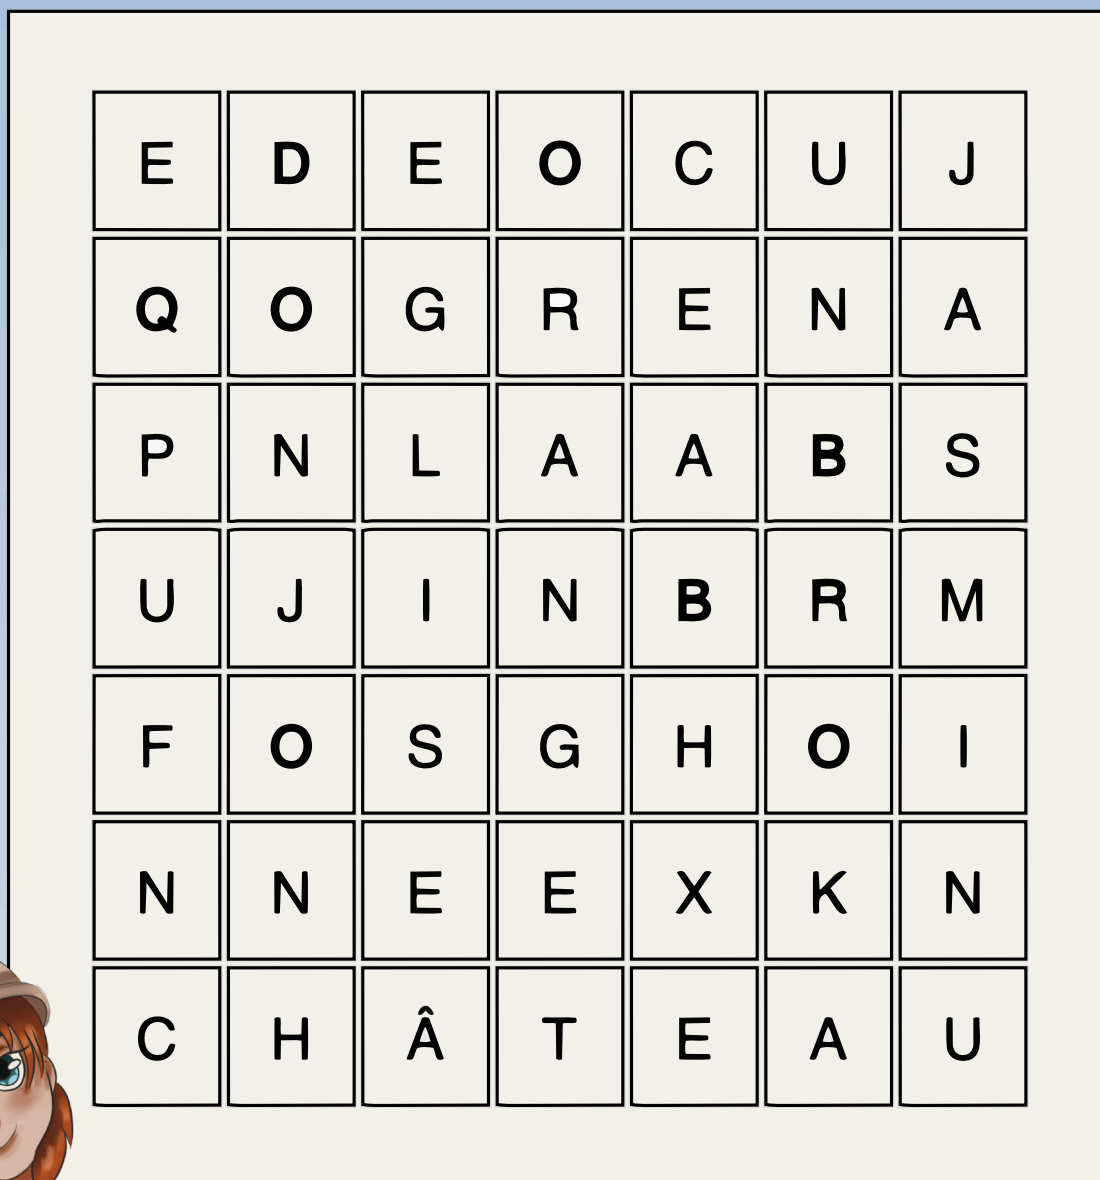 E D E O C U J
Q O G R E N A
P N L A A B S
U J I N B R M
F O S G H O I
N N E E X K N
C H Â T E A U